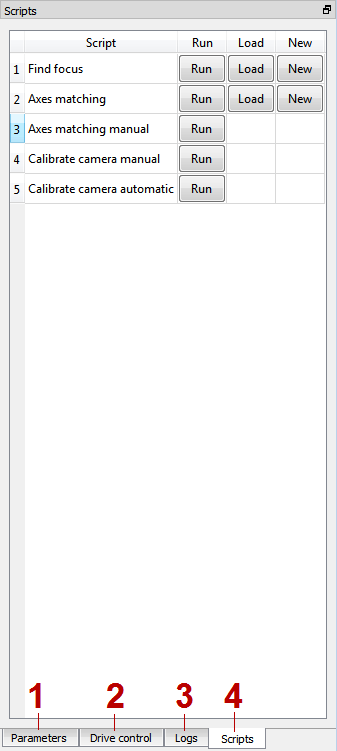 Scripts
Script Run Load New
1 Find focus Run Load New
2 Axes matching Run Load New
3 Axes matching manual Run
4 Calibrate camera manual Run
5 Calibrate camera automatic Run
1 2 3 4
Parameters Drive control Logs Scripts